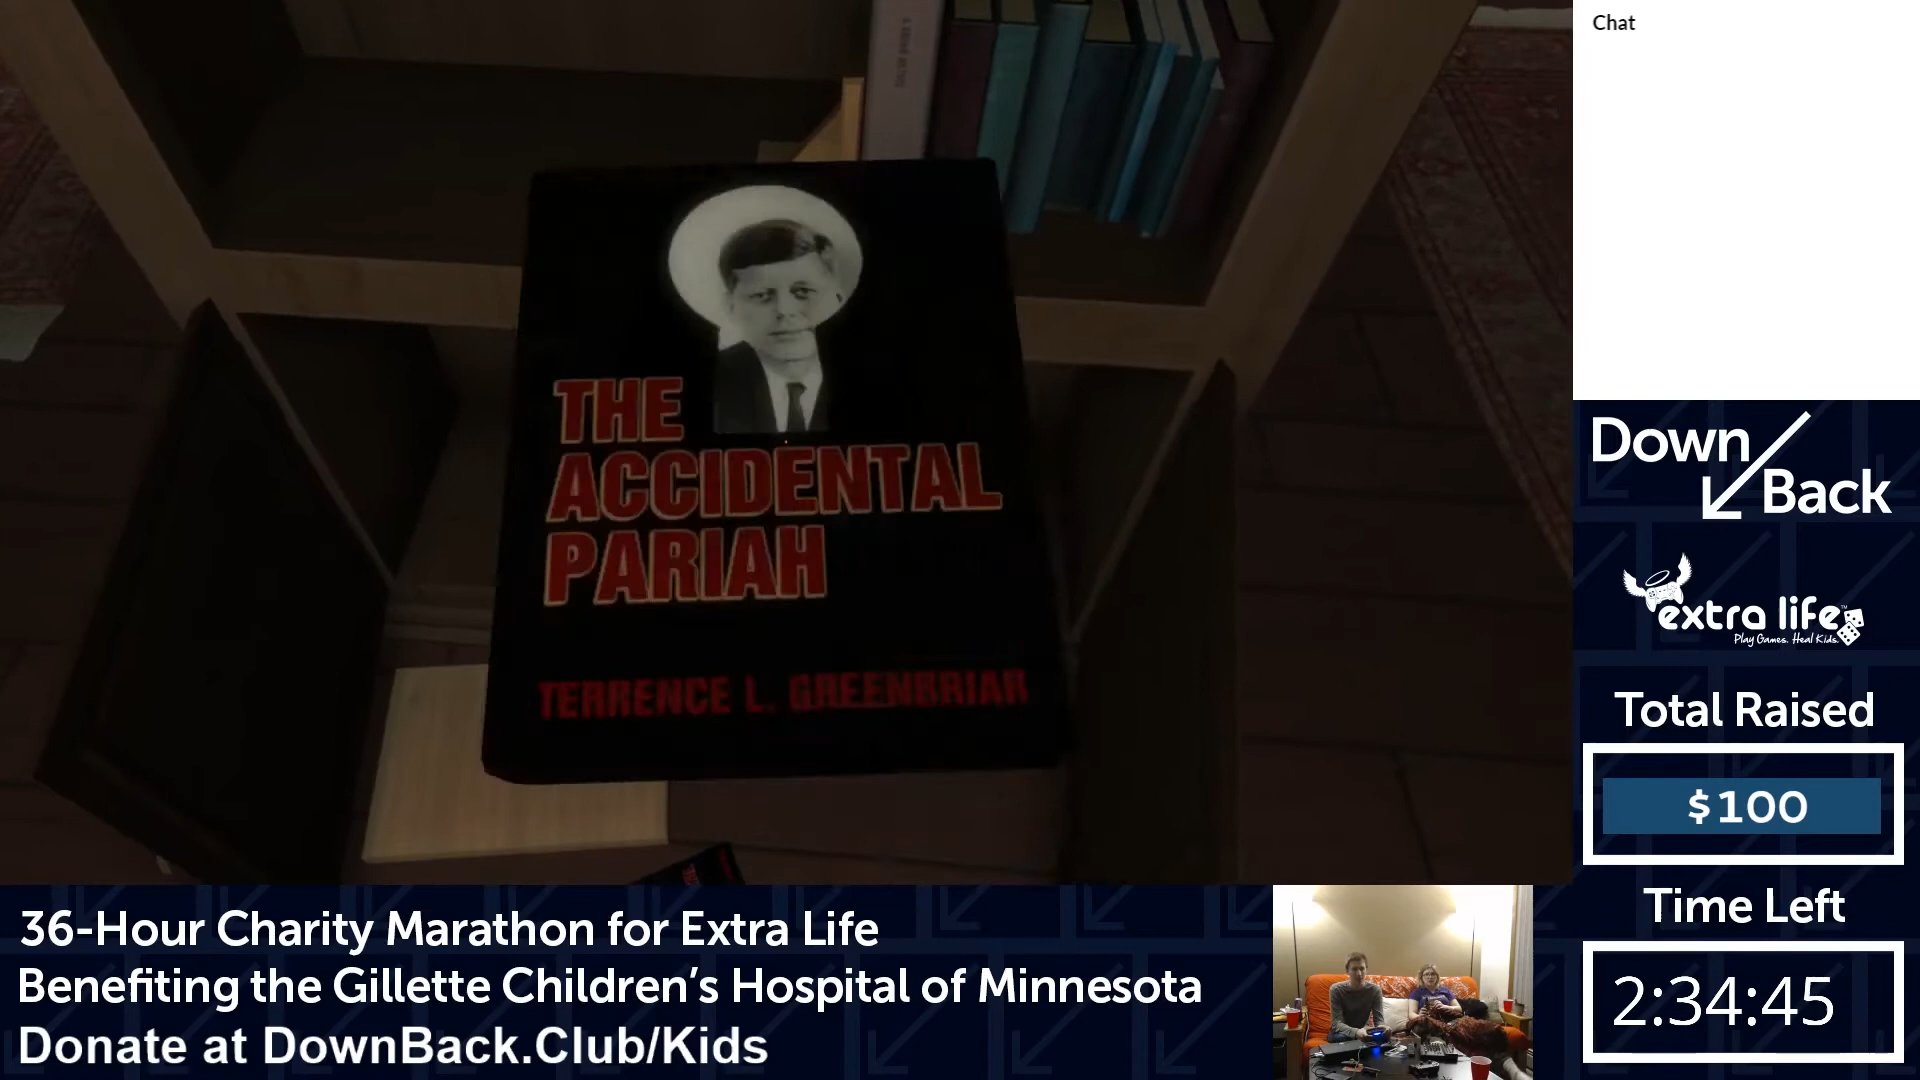 THE
ACCIDENTAL
PARIAH
TERRENCE L. GREENBRIAR
Chat
Down
Back
extra life
Play Games. Heal Kids.
Total Raised
$100
Time Left
2:34:45
36-Hour Charity Marathon for Extra Life
Benefiting the Gillette Children's Hospital of Minnesota
Donate at DownBack.Club/Kids